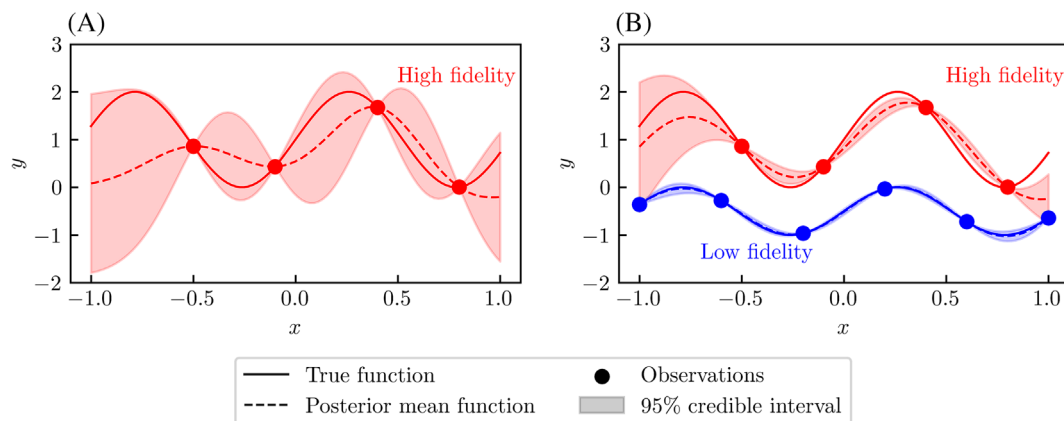 (A)
3
2
1
0
−1
−2
y
−1.0 −0.5 0.0 0.5 1.0
x
High fidelity
(B)
3
2
1
0
−1
−2
y
−1.0 −0.5 0.0 0.5 1.0
x
High fidelity
Low fidelity
True function
Posterior mean function
Observations
95% credible interval